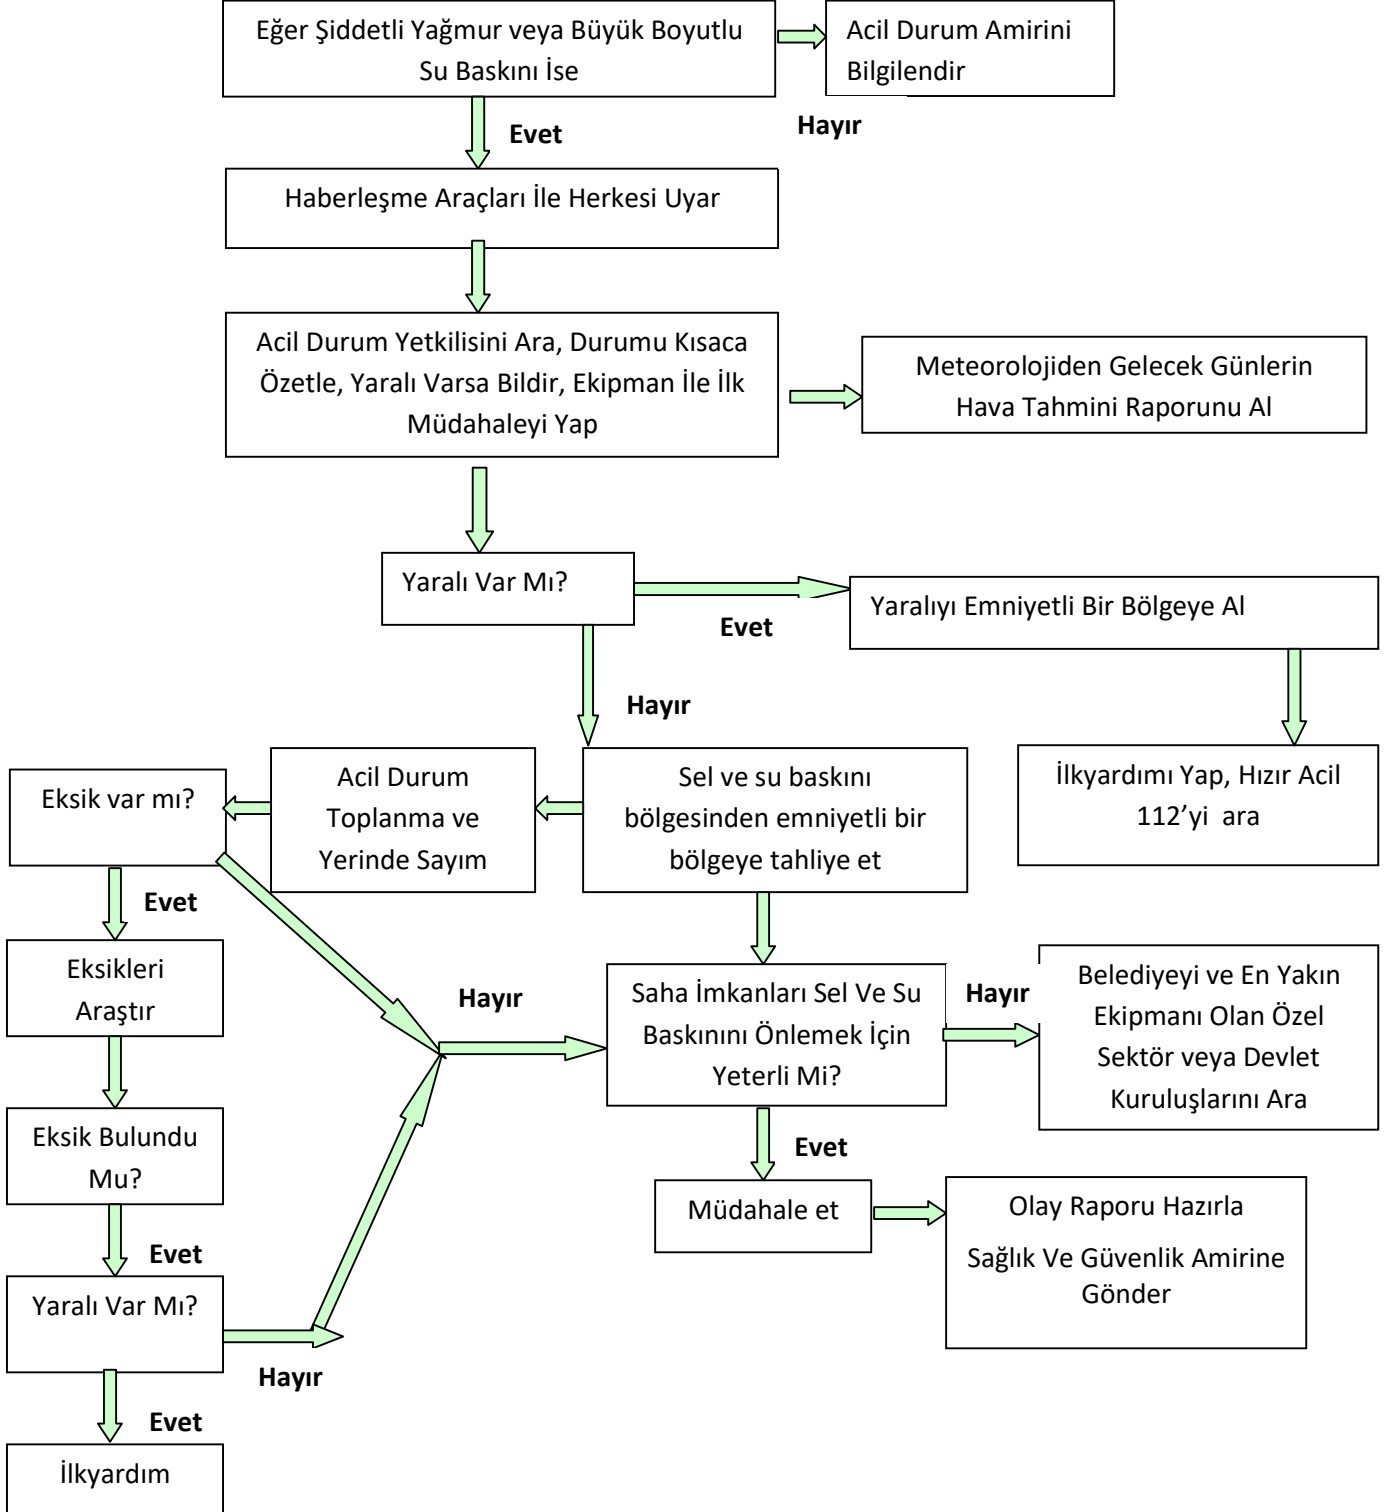 Eğer Şiddetli Yağmur veya Büyük Boyutlu
Su Baskını İse
Acil Durum Amirini
Bilgilendir
Evet
Hayır
Haberleşme Araçları İle Herkesi Uyar
Acil Durum Yetkilisini Ara, Durumu Kısaca
Özetle, Yaralı Varsa Bildir, Ekipman İle İlk
Müdahaleyi Yap
Meteorolojiden Gelecek Günlerin
Hava Tahmini Raporunu Al
Yaralı Var Mı?
Evet
Yaralıyı Emniyetli Bir Bölgeye Al
Hayır
İlkyardımı Yap, Hızır Acil
112’yi ara
Sel ve su baskını
bölgesinden emniyetli bir
bölgeye tahliye et
Acil Durum
Toplanma ve
Yerinde Sayım
Eksik var mı?
Evet
Eksikleri
Araştır
Hayır
Saha İmkanları Sel Ve Su
Baskınını Önlemek İçin
Yeterli Mi?
Hayır
Belediyeyi ve En Yakın
Ekipmanı Olan Özel
Sektör veya Devlet
Kuruluşlarını Ara
Eksik Bulundu
Mu?
Evet
Müdahale et
Olay Raporu Hazırla
Sağlık Ve Güvenlik Amirine
Gönder
Evet
Yaralı Var Mı?
Hayır
Evet
İlkyardım